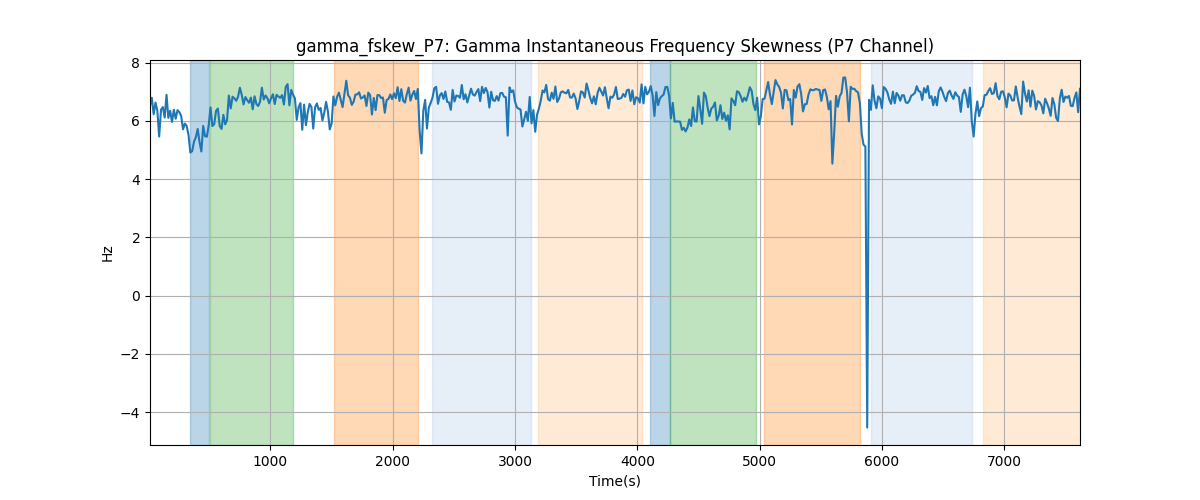 gamma_fskew_P7: Gamma Instantaneous Frequency Skewness (P7 Channel)
8
6
4
2
0
−2
−4
Hz
1000 2000 3000 4000 5000 6000 7000
Time(s)